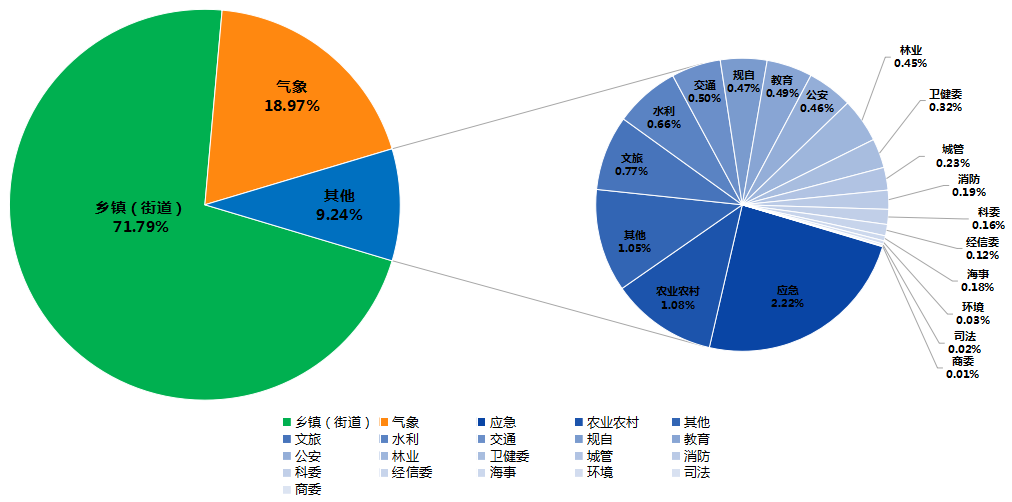 乡镇（街道）
71.79%
气象
18.97%
其他
9.24%
应急
2.22%
农业农村
1.08%
其他
1.05%
文旅
0.77%
水利
0.66%
交通
0.50%
规自
0.47%
教育
0.49%
公安
0.46%
林业
0.45%
卫健委
0.32%
城管
0.23%
消防
0.19%
科委
0.16%
经信委
0.12%
海事
0.18%
环境
0.03%
司法
0.02%
商委
0.01%
乡镇（街道） 气象 应急 农业农村 其他
文旅 水利 交通 规自 教育
公安 林业 卫健委 城管 消防
科委 经信委 海事 环境 司法
商委